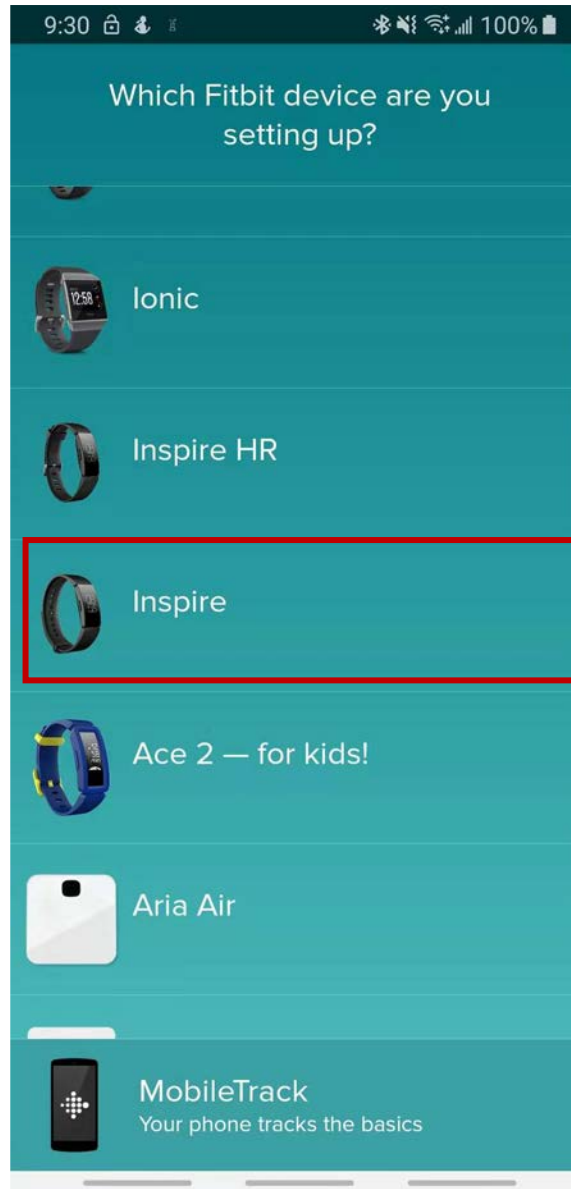 9:30 100%
Which Fitbit device are you
setting up?
12:58
Ionic
Inspire HR
Inspire
Ace 2 — for kids!
Aria Air
MobileTrack
Your phone tracks the basics